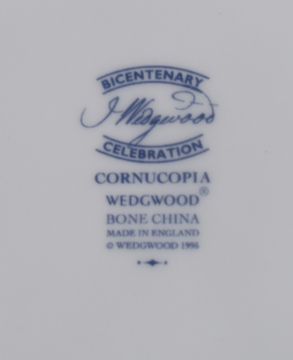 BICENTENARY
J Wedgwood
CELEBRATION
CORNUCOPIA
WEDGWOOD®
BONE CHINA
MADE IN ENGLAND
© WEDGWOOD 1996